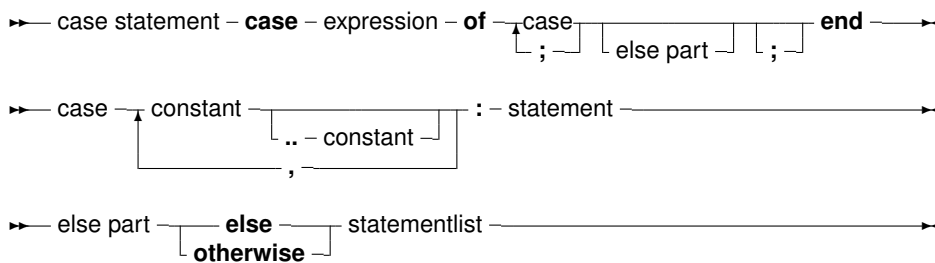 case statement case expression of case else part ; end
;
case constant .. constant : statement
,
else part else statementlist
otherwise